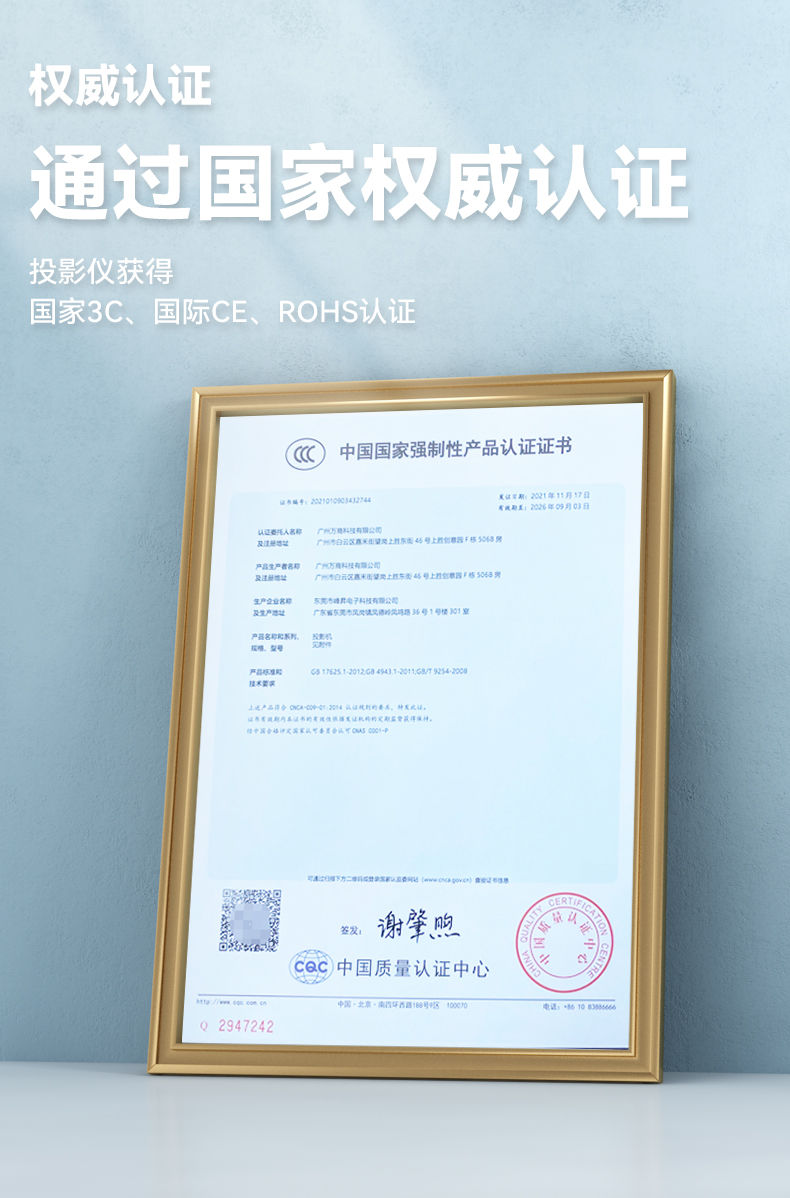 权威认证
通过国家权威认证
投影仪获得
国家3C、国际CE、ROHS认证
CCC 中国国家强制性产品认证证书
证书编号：2021010903432744
发证日期：2021年11月17日
有效期至：2026年09月03日
认证委托人名称 广州万商科技有限公司
及注册地址 广州市白云区嘉禾街望岗上胜东街46号上胜创意园F栋506B房
产品生产者名称 广州万商科技有限公司
及注册地址 广州市白云区嘉禾街望岗上胜东街46号上胜创意园F栋506B房
生产企业名称 东莞市峰昇电子科技有限公司
及生产地址 广东省东莞市凤岗镇凤德岭凤鸣路36号1号楼301室
产品名称和系列、 投影机
规格、型号 见附件
产品标准和 GB 17625.1-2012;GB 4943.1-2011;GB/T 9254-2008
技术要求
上述产品符合 CNCA-C09-01:2014 认证规则的要求，特发此证。
证书有效期内本证书的有效性依据发证机构的定期监督获得保持。
经中国合格评定国家认可委员会认可 CNAS C001-P
可通过扫描下方二维码或登录国家认监委网站（www.cnca.gov.cn）查验证书信息
签发：谢肇煦
CQC 中国质量认证中心
CHINA QUALITY CERTIFICATION CENTRE
中国质量认证中心
http://www.cqc.com.cn
中国·北京·南四环西路188号9区 100070
电话：+86 10 83886666
Q 2947242